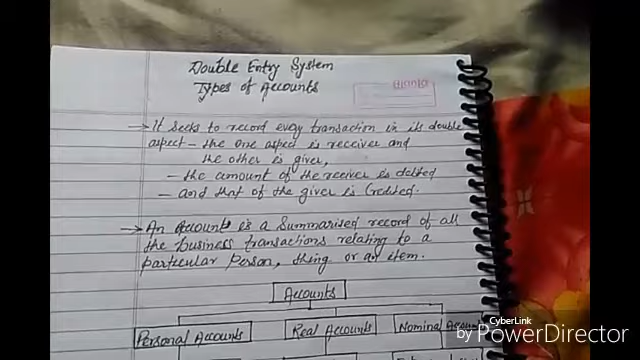 Double Entry System
Types of Accounts
→ It seeks to record every transaction in its double
aspect - the one aspect is receiver and
the other is giver,
- the amount of the receiver is debted
- and that of the giver is Credited.
→ An Account is a Summarised record of all
the business transactions relating to a
particular person, thing or an item.
Accounts
Personal Accounts Real Accounts Nominal Accoun
CyberLink
by PowerDirector